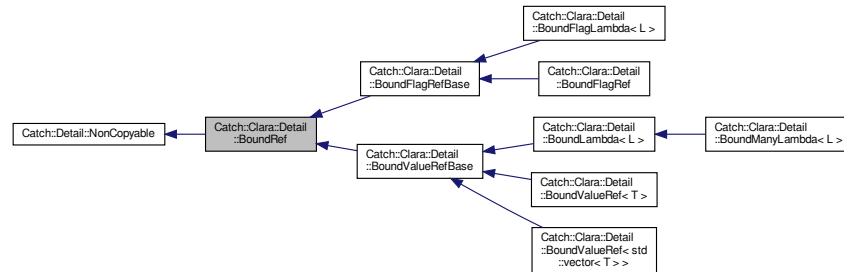 Catch::Clara::Detail
::BoundFlagLambda< L >
Catch::Clara::Detail
::BoundFlagRefBase
Catch::Clara::Detail
::BoundFlagRef
Catch::Detail::NonCopyable
Catch::Clara::Detail
::BoundRef
Catch::Clara::Detail
::BoundLambda< L >
Catch::Clara::Detail
::BoundManyLambda< L >
Catch::Clara::Detail
::BoundValueRefBase
Catch::Clara::Detail
::BoundValueRef< T >
Catch::Clara::Detail
::BoundValueRef< std
::vector< T > >